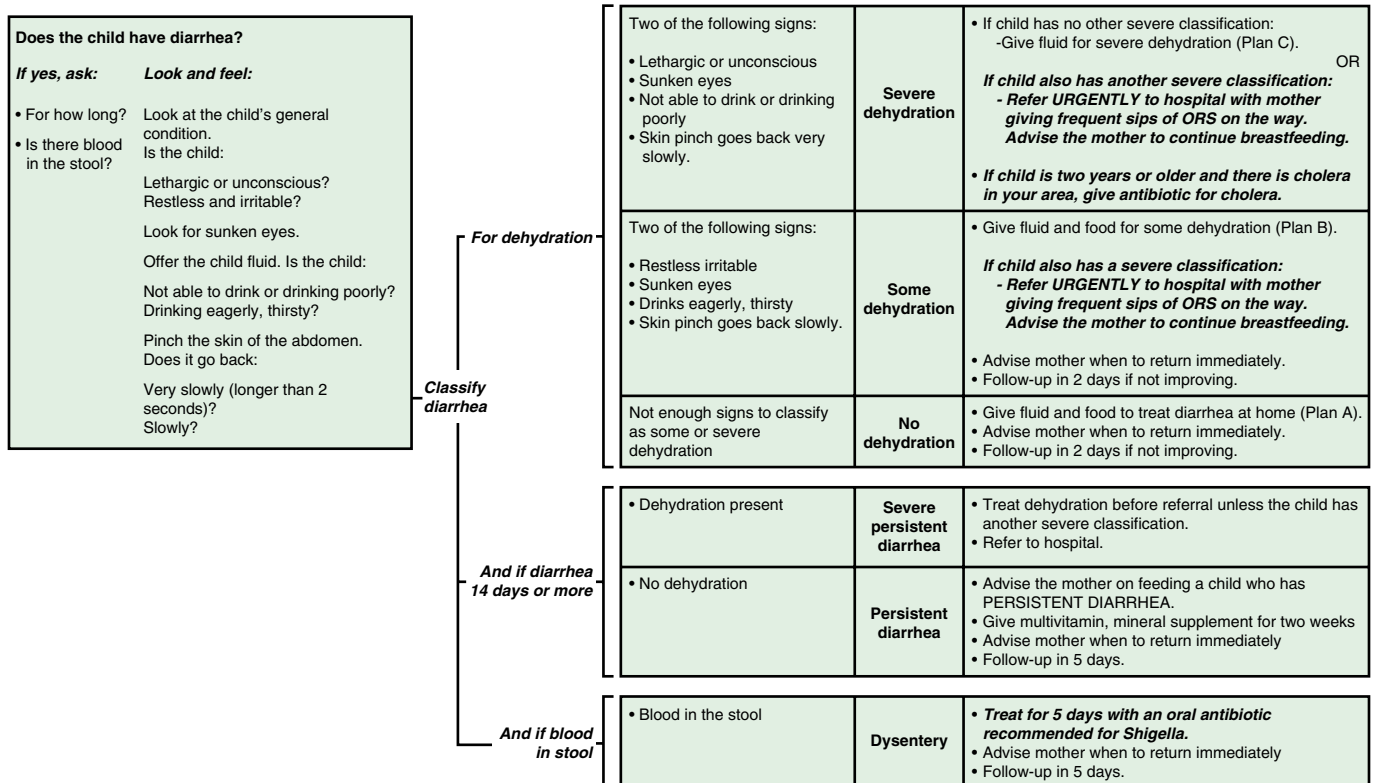 Does the child have diarrhea?
If yes, ask:
• For how long?
• Is there blood
in the stool?
Look and feel:
Look at the child's general
condition.
Is the child:
Lethargic or unconscious?
Restless and irritable?
Look for sunken eyes.
Offer the child fluid. Is the child:
Not able to drink or drinking poorly?
Drinking eagerly, thirsty?
Pinch the skin of the abdomen.
Does it go back:
Very slowly (longer than 2
seconds)?
Slowly?
Classify
diarrhea
For dehydration
Two of the following signs:
• Lethargic or unconscious
• Sunken eyes
• Not able to drink or drinking
poorly
• Skin pinch goes back very
slowly.
Severe
dehydration
• If child has no other severe classification:
-Give fluid for severe dehydration (Plan C).
OR
If child also has another severe classification:
- Refer URGENTLY to hospital with mother
giving frequent sips of ORS on the way.
Advise the mother to continue breastfeeding.
• If child is two years or older and there is cholera
in your area, give antibiotic for cholera.
Two of the following signs:
• Restless irritable
• Sunken eyes
• Drinks eagerly, thirsty
• Skin pinch goes back slowly.
Some
dehydration
• Give fluid and food for some dehydration (Plan B).
If child also has a severe classification:
- Refer URGENTLY to hospital with mother
giving frequent sips of ORS on the way.
Advise the mother to continue breastfeeding.
• Advise mother when to return immediately.
• Follow-up in 2 days if not improving.
Not enough signs to classify
as some or severe
dehydration
No
dehydration
• Give fluid and food to treat diarrhea at home (Plan A).
• Advise mother when to return immediately.
• Follow-up in 2 days if not improving.
And if diarrhea
14 days or more
• Dehydration present
Severe
persistent
diarrhea
• Treat dehydration before referral unless the child has
another severe classification.
• Refer to hospital.
• No dehydration
Persistent
diarrhea
• Advise the mother on feeding a child who has
PERSISTENT DIARRHEA.
• Give multivitamin, mineral supplement for two weeks
• Advise mother when to return immediately
• Follow-up in 5 days.
And if blood
in stool
• Blood in the stool
Dysentery
• Treat for 5 days with an oral antibiotic
recommended for Shigella.
• Advise mother when to return immediately
• Follow-up in 5 days.